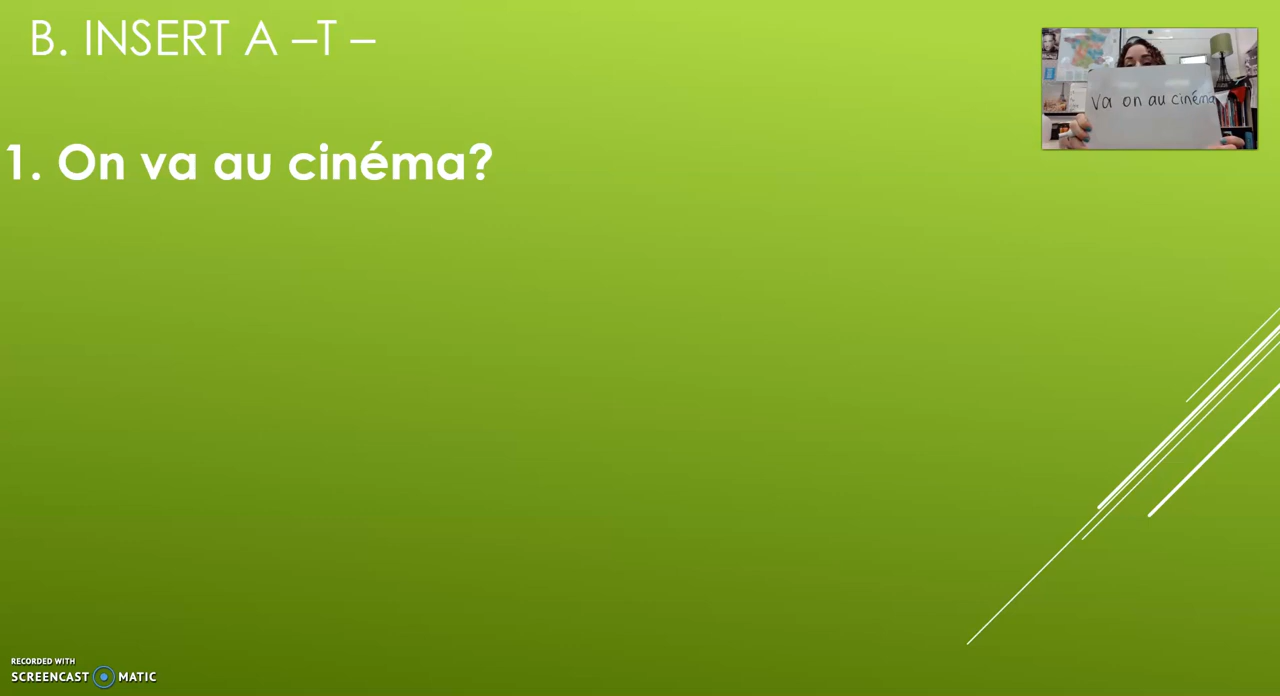 B. INSERT A –T –
1. On va au cinéma?
Va on au cinéma
RECORDED WITH
SCREENCAST MATIC